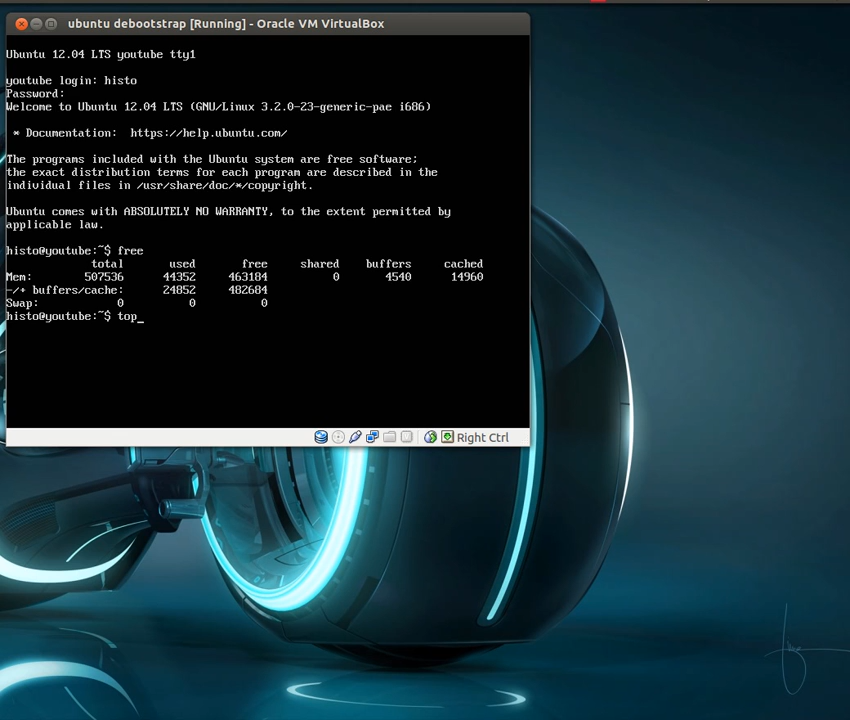 ubuntu debootstrap [Running] - Oracle VM VirtualBox
Ubuntu 12.04 LTS youtube tty1
youtube login: histo
Password:
Welcome to Ubuntu 12.04 LTS (GNU/Linux 3.2.0-23-generic-pae i686)
* Documentation:  https://help.ubuntu.com/
The programs included with the Ubuntu system are free software;
the exact distribution terms for each program are described in the
individual files in /usr/share/doc/*/copyright.
Ubuntu comes with ABSOLUTELY NO WARRANTY, to the extent permitted by
applicable law.
histo@youtube:~$ free
total used free shared buffers cached
Mem: 507536 44352 463184 0 4540 14960
-/+ buffers/cache: 24852 482684
Swap: 0 0 0
histo@youtube:~$ top_
Right Ctrl